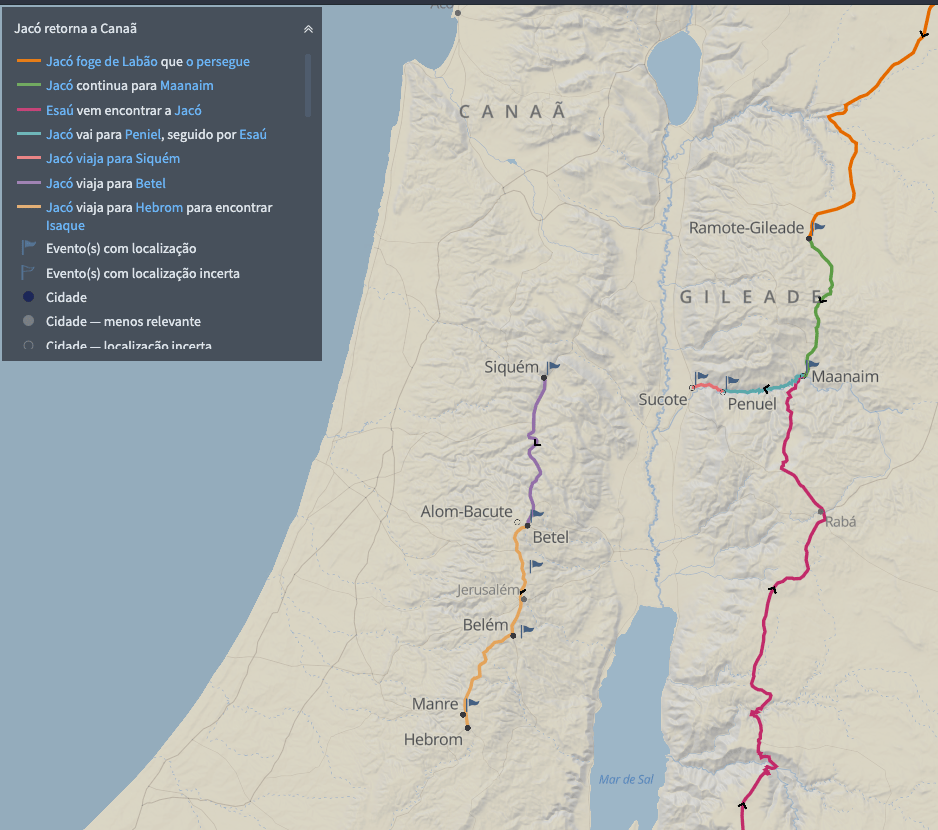 Jacó retorna a Canaã
Jacó foge de Labão que o persegue
Jacó continua para Maanaim
Esaú vem encontrar a Jacó
Jacó vai para Peniel, seguido por Esaú
Jacó viaja para Siquém
Jacó viaja para Betel
Jacó viaja para Hebrom para encontrar
Isaque
Evento(s) com localização
Evento(s) com localização incerta
Cidade
Cidade — menos relevante
Cidade — localização incerta
Aco
CANAÃ
Ramote-Gileade
GILEADE
Siquém
Maanaim
Sucote
Penuel
Alom-Bacute
Rabá
Betel
Jerusalém
Belém
Manre
Hebrom
Mar de Sal